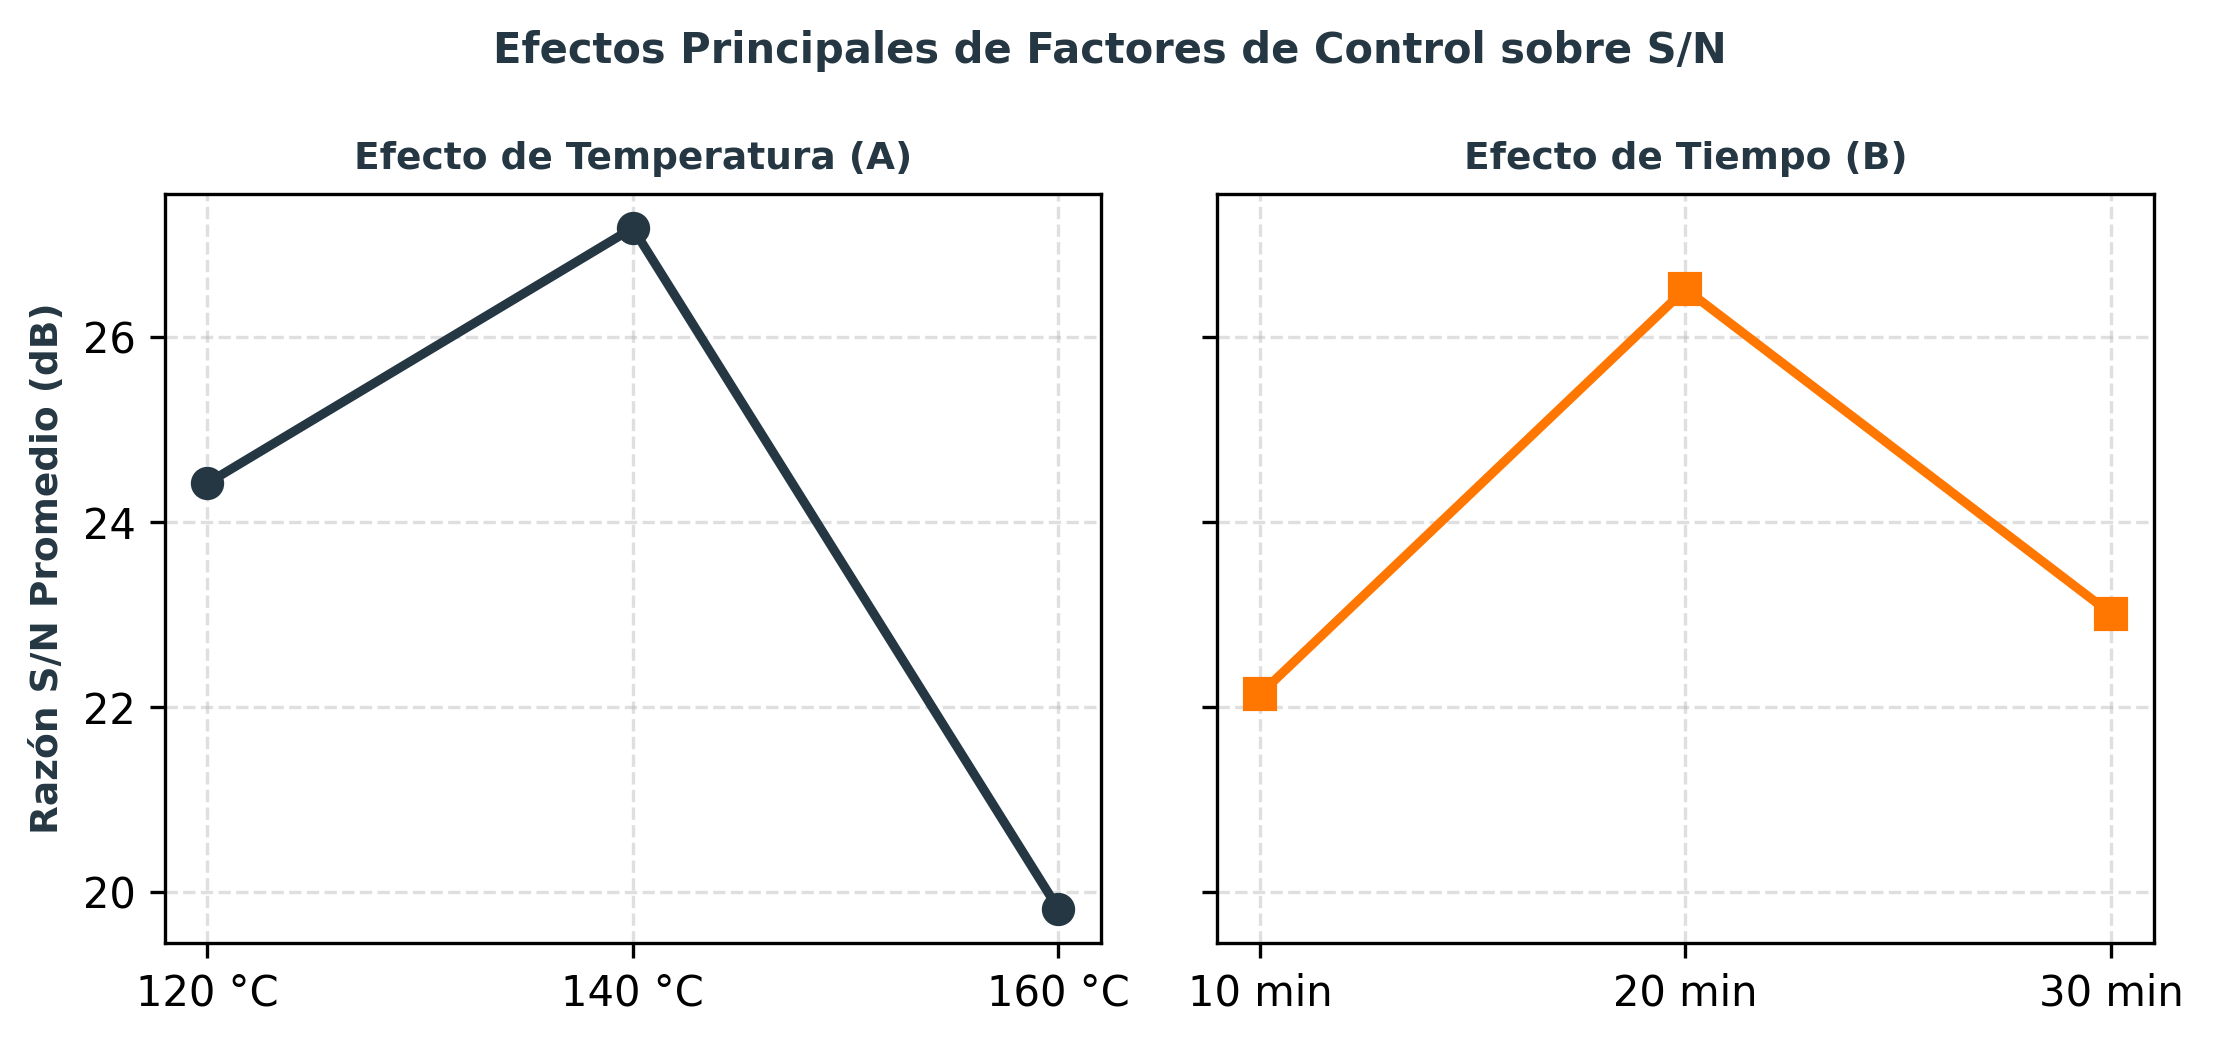 Efectos Principales de Factores de Control sobre S/N
Efecto de Temperatura (A)
Razón S/N Promedio (dB)
26
24
22
20
120 °C
140 °C
160 °C
Efecto de Tiempo (B)
10 min
20 min
30 min